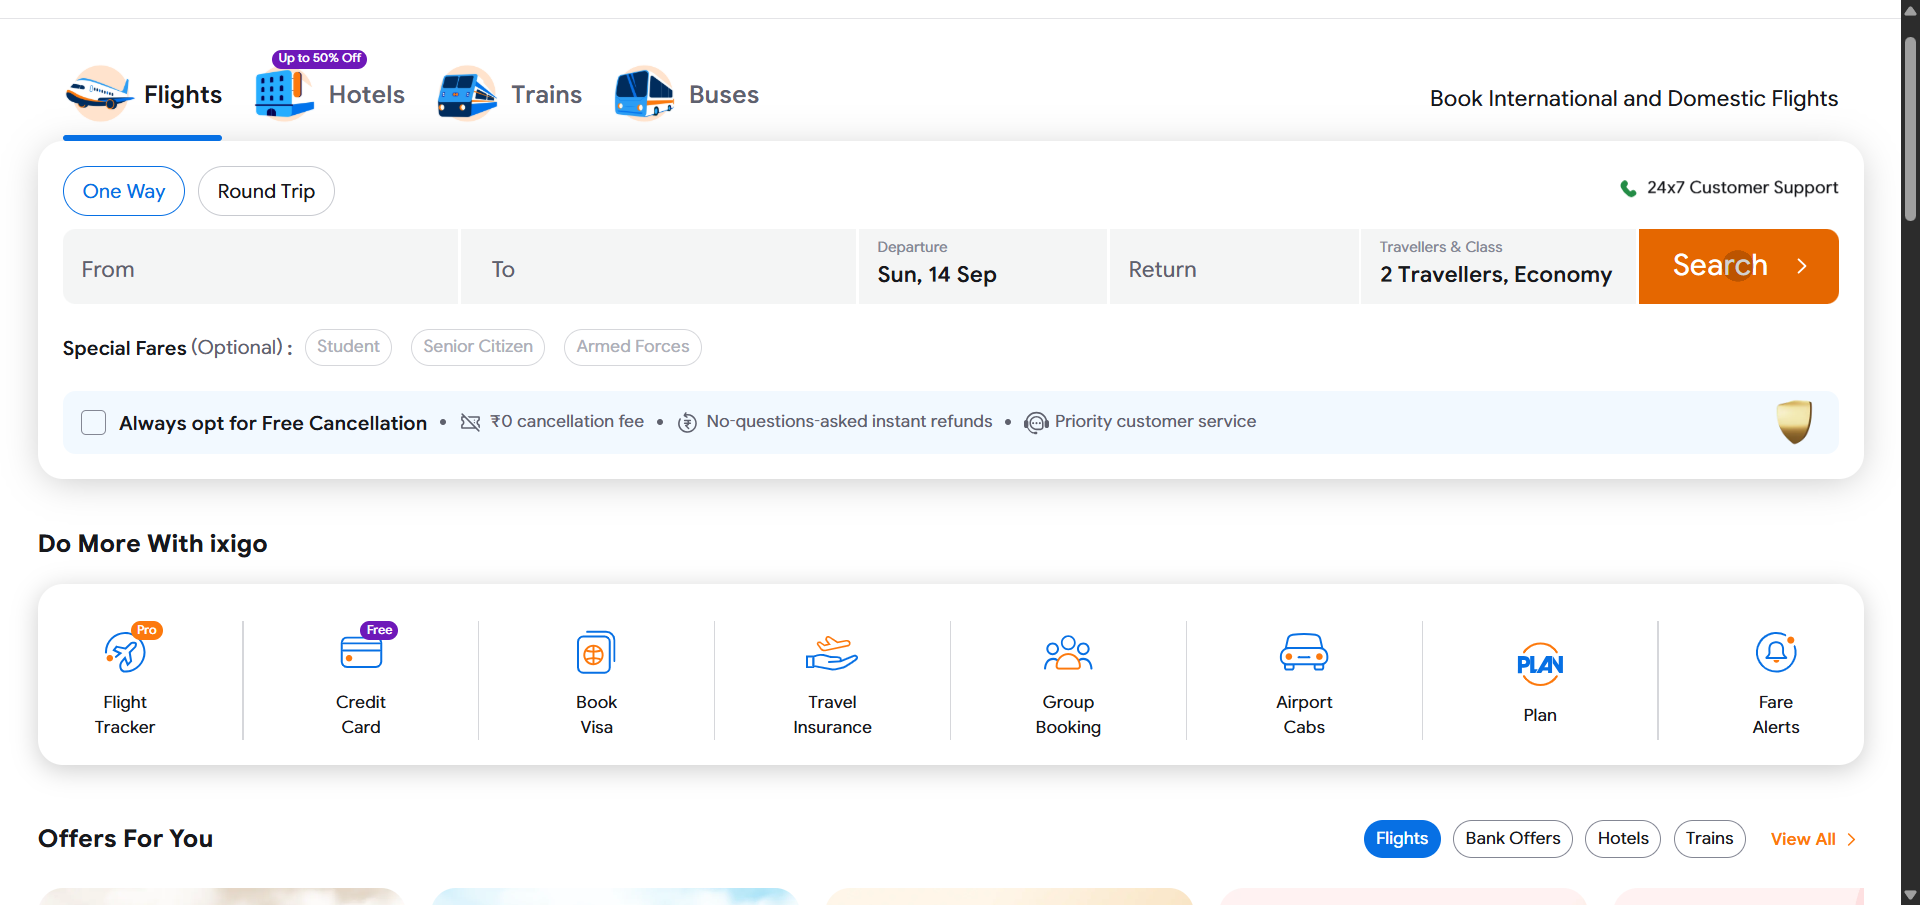 Up to 50% Off
Flights
Hotels
Trains
Buses
Book International and Domestic Flights
One Way
Round Trip
24x7 Customer Support
From
To
Departure
Sun, 14 Sep
Return
Travellers & Class
2 Travellers, Economy
Search
Special Fares (Optional) :
Student
Senior Citizen
Armed Forces
Always opt for Free Cancellation • ₹0 cancellation fee • No-questions-asked instant refunds • Priority customer service
Do More With ixigo
Pro
Flight
Tracker
Free
Credit
Card
Book
Visa
Travel
Insurance
Group
Booking
Airport
Cabs
PLAN
Plan
Fare
Alerts
Offers For You
Flights
Bank Offers
Hotels
Trains
View All